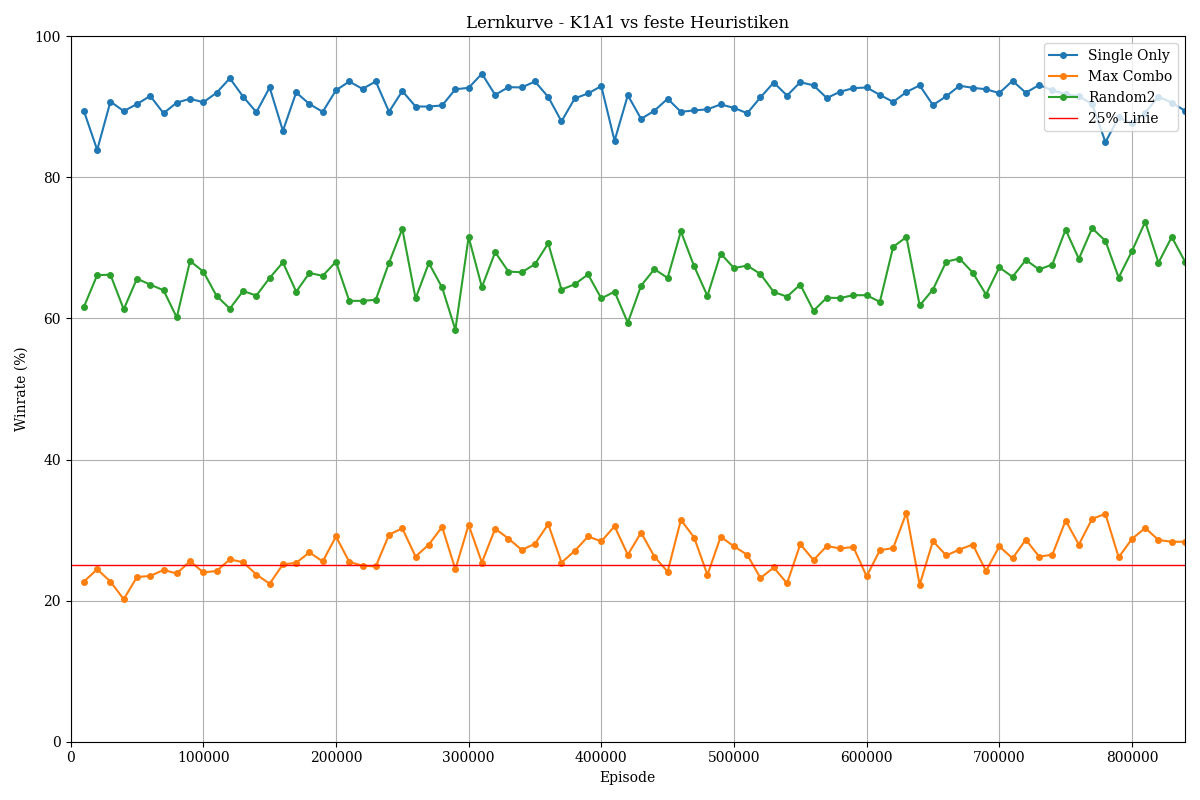 Lernkurve - K1A1 vs feste Heuristiken
100
80
60
40
20
0
Winrate (%)
Single Only
Max Combo
Random2
25% Linie
0
100000
200000
300000
400000
500000
600000
700000
800000
Episode